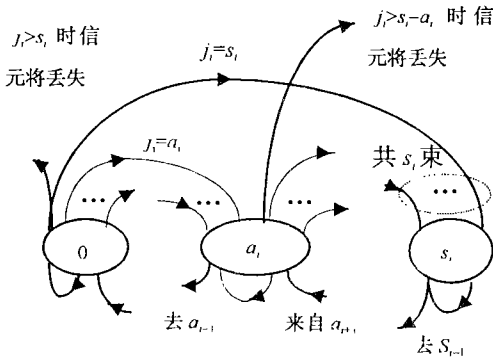 j_t>s_t 时信
元将丢失
j_t>s_t-a_t 时信
元将丢失
j_t=s_t
j_t=a_t
共 s_t 束
...
...
...
...
0
a_t
s_t
去 a_{t-1}
来自 a_{t+1}
去 S_{t-1}